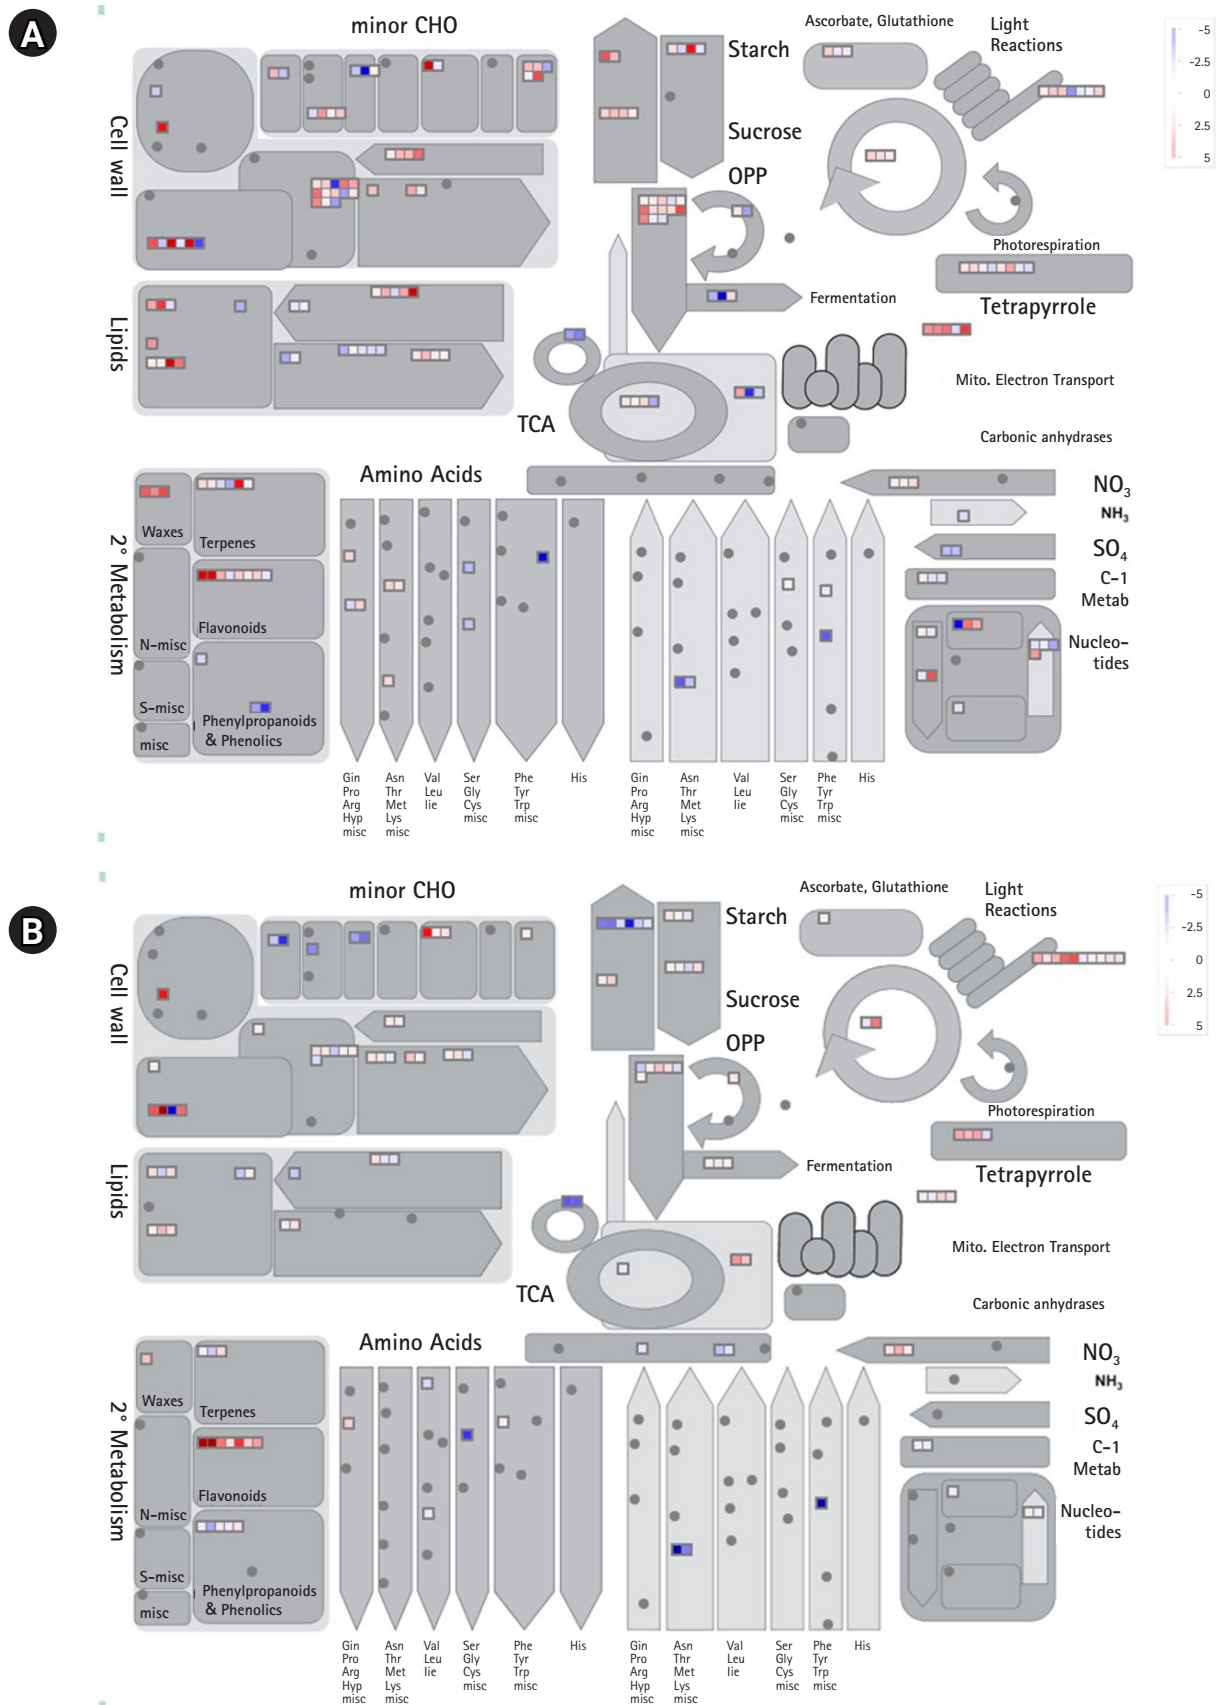 A
minor CHO
Cell wall
Lipids
Starch
Sucrose
OPP
Ascorbate, Glutathione
Light
Reactions
-5
-2.5
0
2.5
5
Photorespiration
Tetrapyrrole
Fermentation
Mito. Electron Transport
TCA
Carbonic anhydrases
Amino Acids
2° Metabolism
Waxes
Terpenes
Flavonoids
N-misc
S-misc
misc
Phenylpropanoids
& Phenolics
NO3
NH3
SO4
C-1
Metab
Nucleo-
tides
Gin
Pro
Arg
Hyp
misc
Asn
Thr
Met
Lys
misc
Val
Leu
lie
Ser
Gly
Cys
misc
Phe
Tyr
Trp
misc
His
Gin
Pro
Arg
Hyp
misc
Asn
Thr
Met
Lys
misc
Val
Leu
lie
Ser
Gly
Cys
misc
Phe
Tyr
Trp
misc
His
B
minor CHO
Cell wall
Lipids
Starch
Sucrose
OPP
Ascorbate, Glutathione
Light
Reactions
-5
-2.5
0
2.5
5
Photorespiration
Tetrapyrrole
Fermentation
Mito. Electron Transport
TCA
Carbonic anhydrases
Amino Acids
2° Metabolism
Waxes
Terpenes
Flavonoids
N-misc
S-misc
misc
Phenylpropanoids
& Phenolics
NO3
NH3
SO4
C-1
Metab
Nucleo-
tides
Gin
Pro
Arg
Hyp
misc
Asn
Thr
Met
Lys
misc
Val
Leu
lie
Ser
Gly
Cys
misc
Phe
Tyr
Trp
misc
His
Gin
Pro
Arg
Hyp
misc
Asn
Thr
Met
Lys
misc
Val
Leu
lie
Ser
Gly
Cys
misc
Phe
Tyr
Trp
misc
His